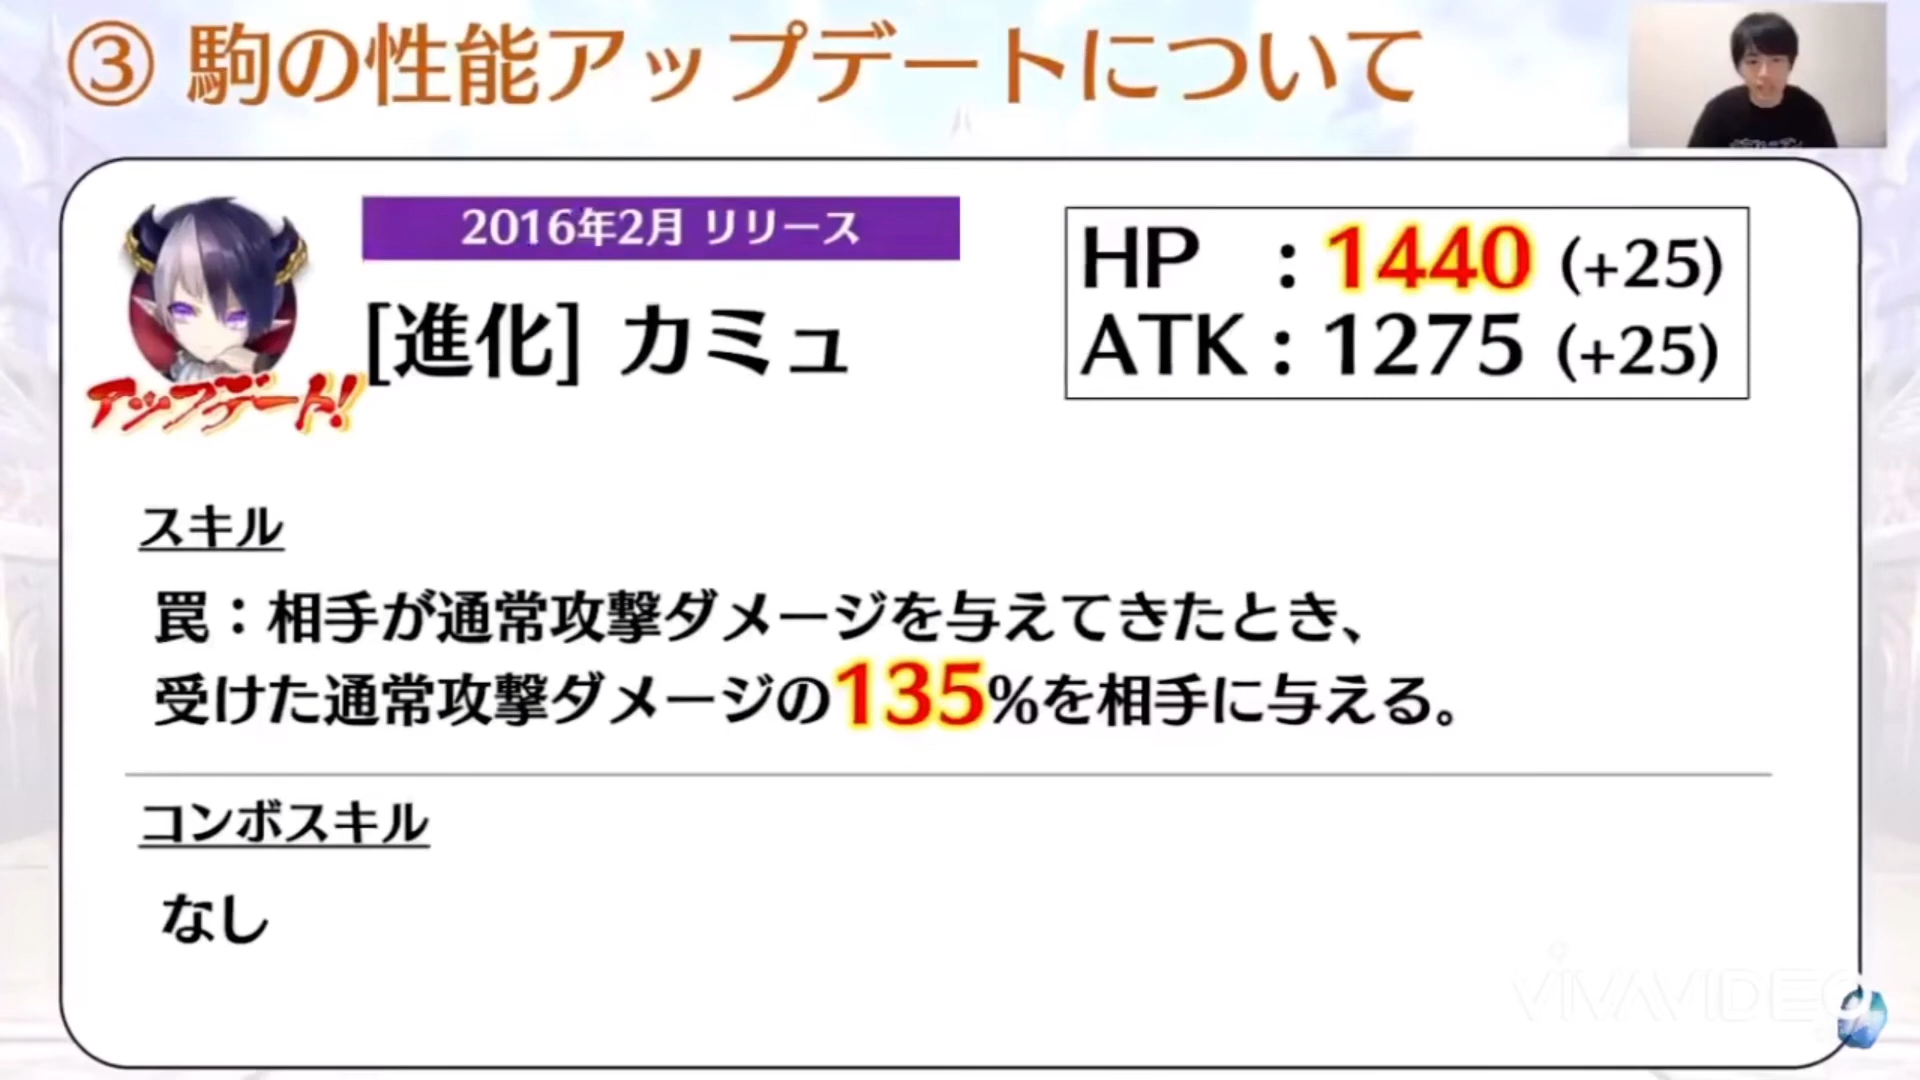 ③ 駒の性能アップデートについて
2016年2月 リリース
[進化] カミュ
アップデート!
HP : 1440 (+25)
ATK : 1275 (+25)
スキル
罠：相手が通常攻撃ダメージを与えてきたとき、
受けた通常攻撃ダメージの135%を相手に与える。
コンボスキル
なし
VIVAVIDEO